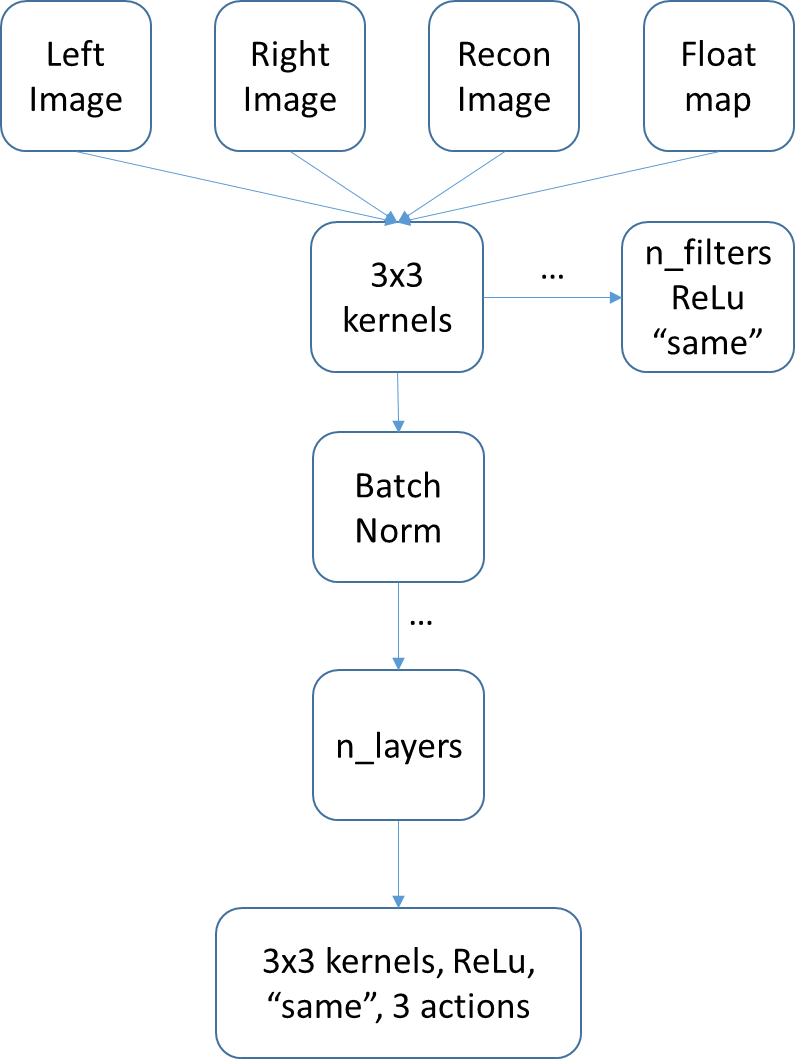 Left
Image
Right
Image
Recon
Image
Float
map
3x3
kernels
...
n_filters
ReLu
“same”
Batch
Norm
...
n_layers
3x3 kernels, ReLu,
“same”, 3 actions